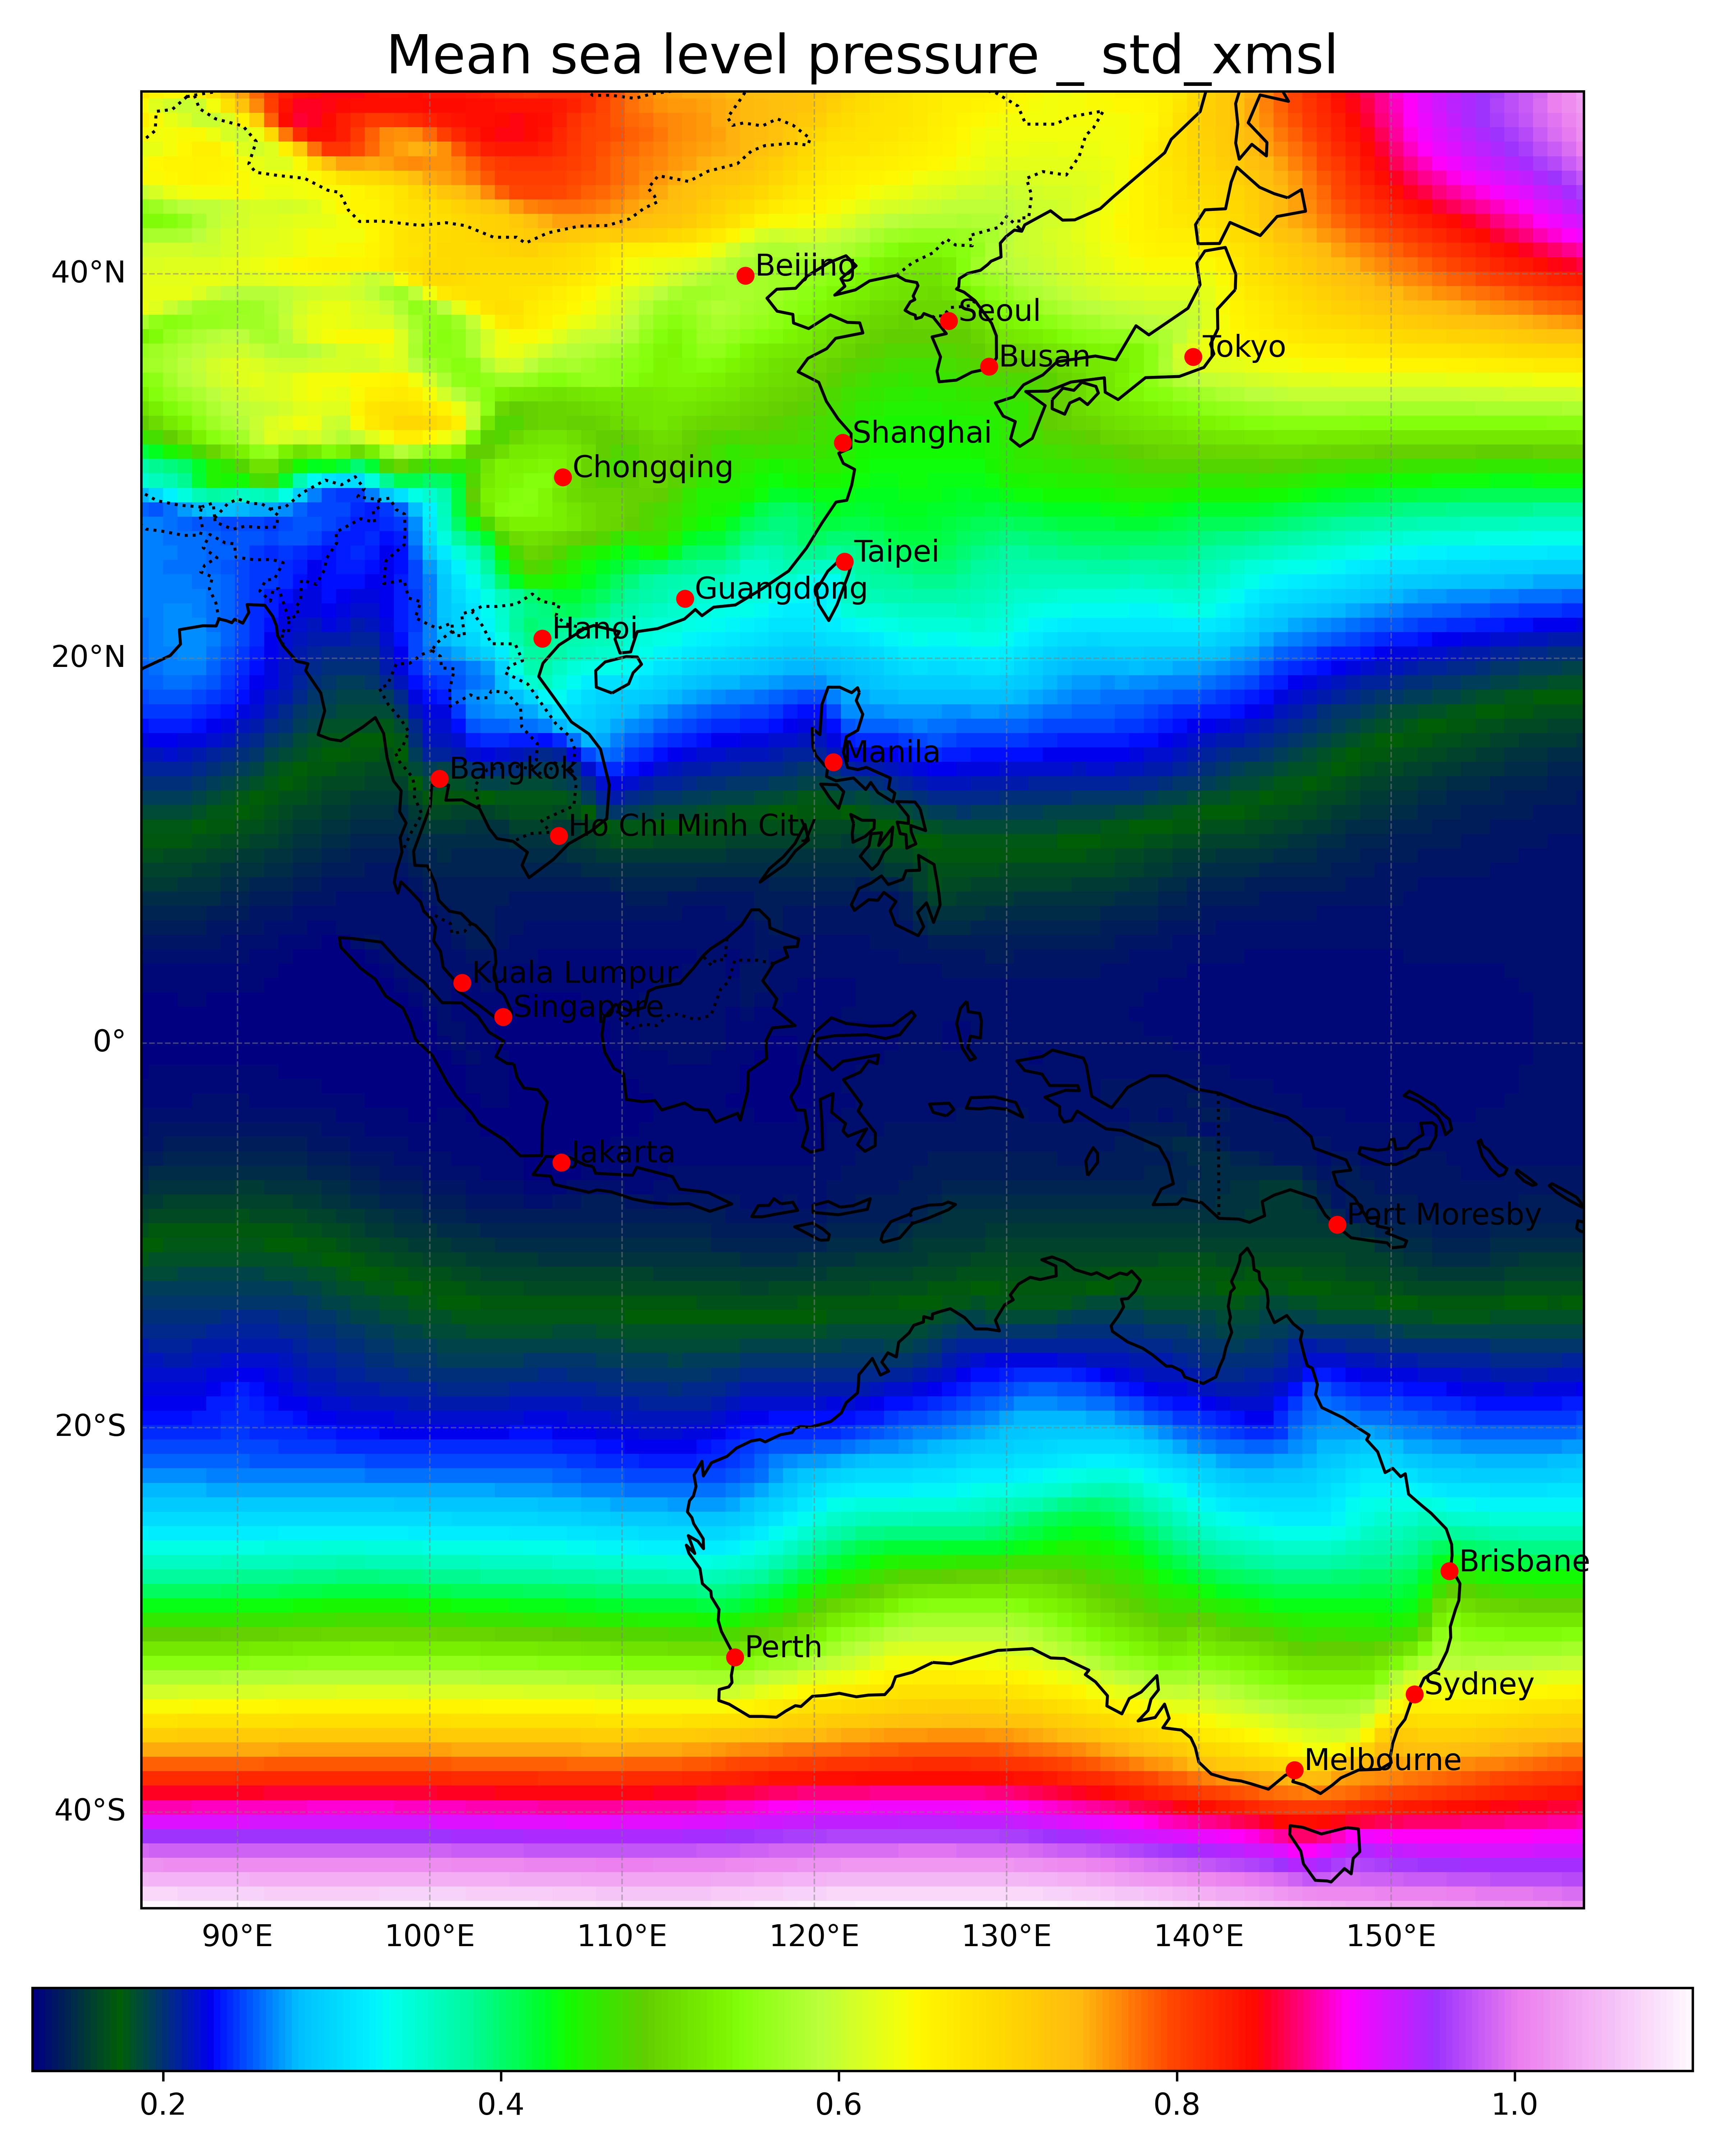 Mean sea level pressure _ std_xmsl
40°N
Beijing
Seoul
Busan
Tokyo
Shanghai
Chongqing
Taipei
Guangdong
Hanoi
20°N
Manila
Bangkok
Ho Chi Minh City
Kuala Lumpur
Singapore
0°
Jakarta
Port Moresby
20°S
Brisbane
Perth
Sydney
Melbourne
40°S
90°E 100°E 110°E 120°E 130°E 140°E 150°E
0.2 0.4 0.6 0.8 1.0